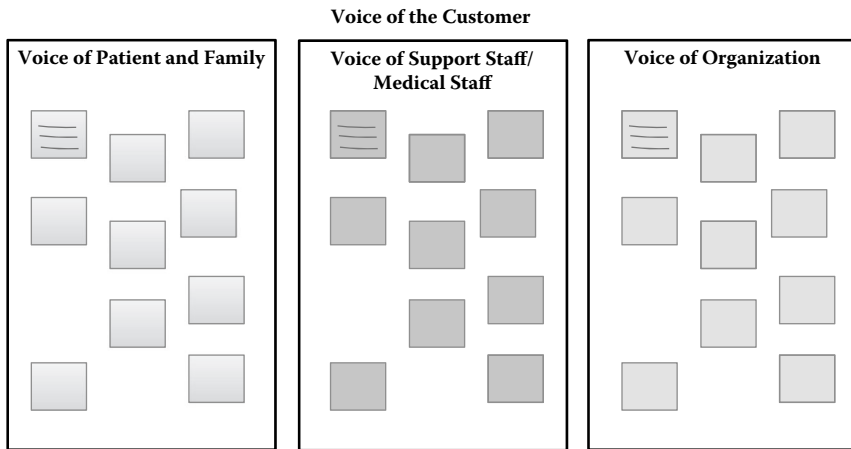 Voice of the Customer
Voice of Patient and Family
Voice of Support Staff/
Medical Staff
Voice of Organization